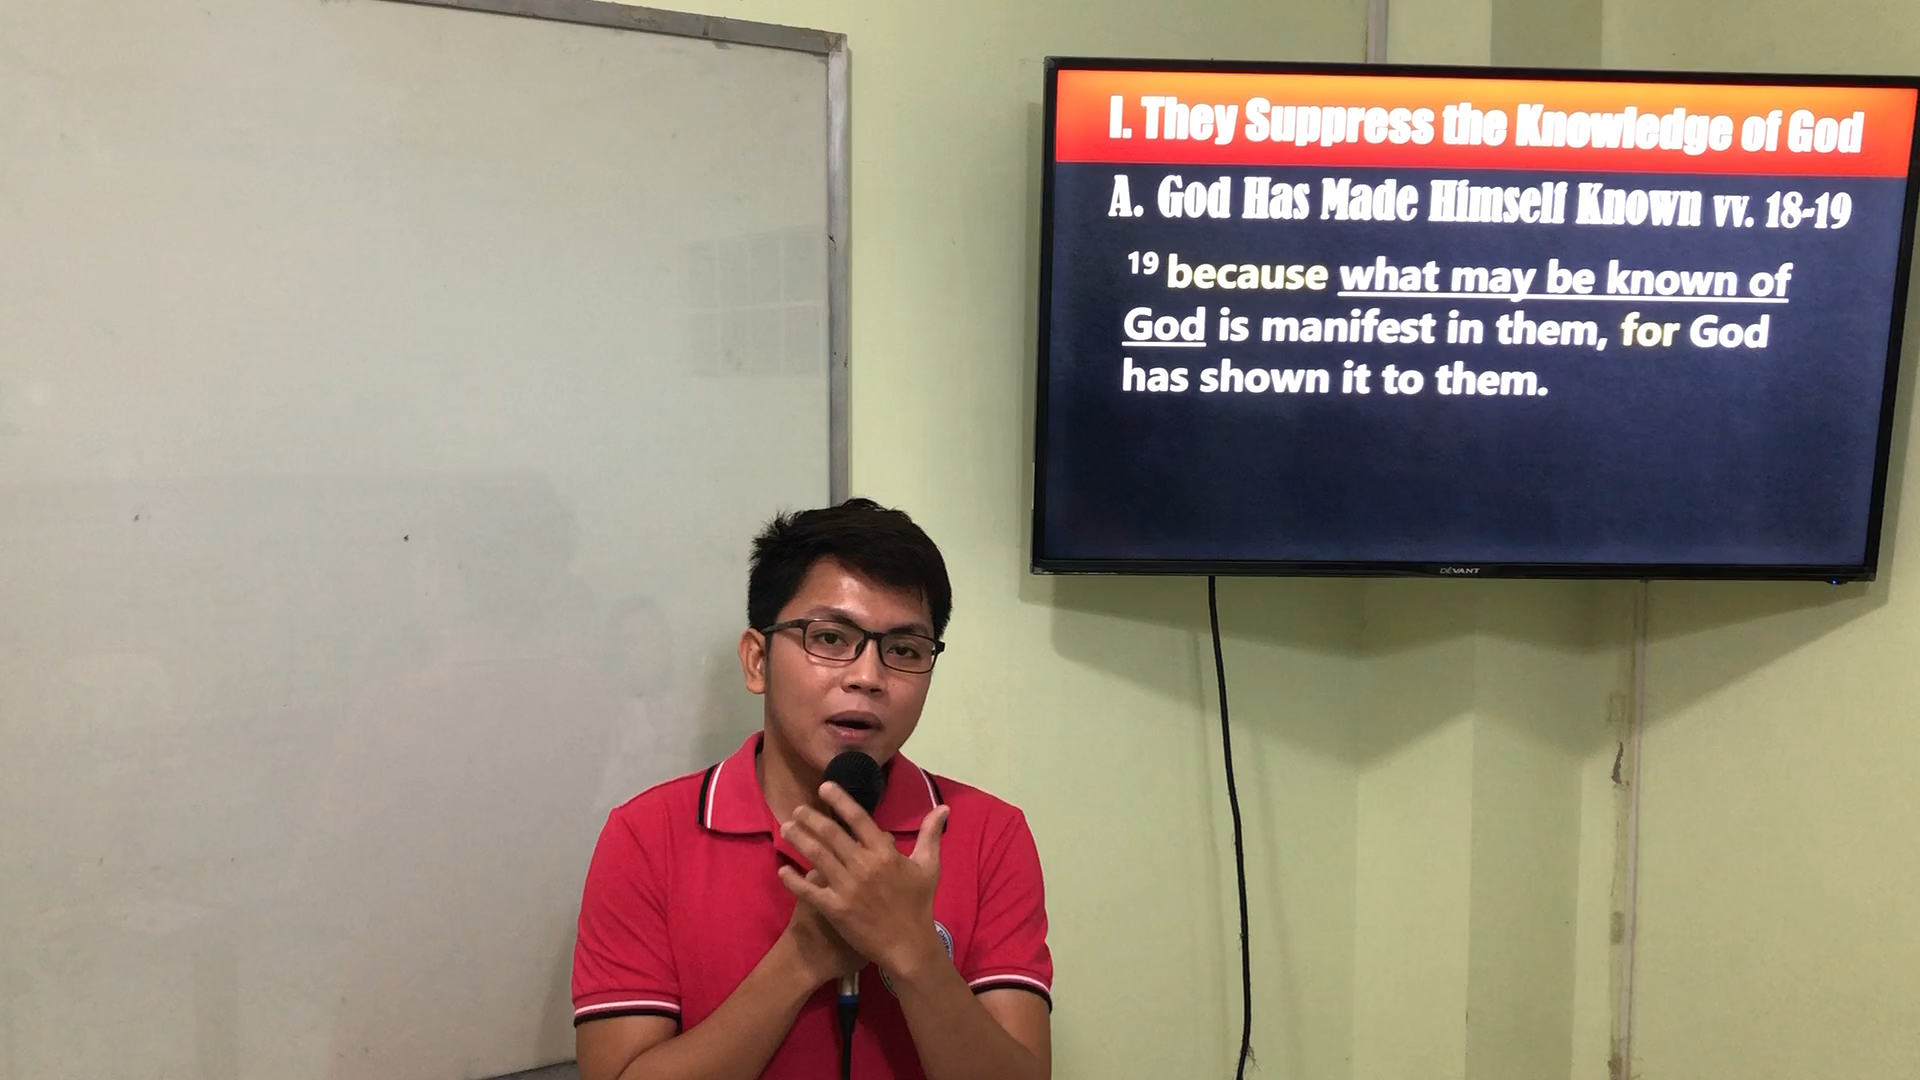 I. They Suppress the Knowledge of God
A. God Has Made Himself Known vv. 18-19
19 because what may be known of
God is manifest in them, for God
has shown it to them.
DEVANT